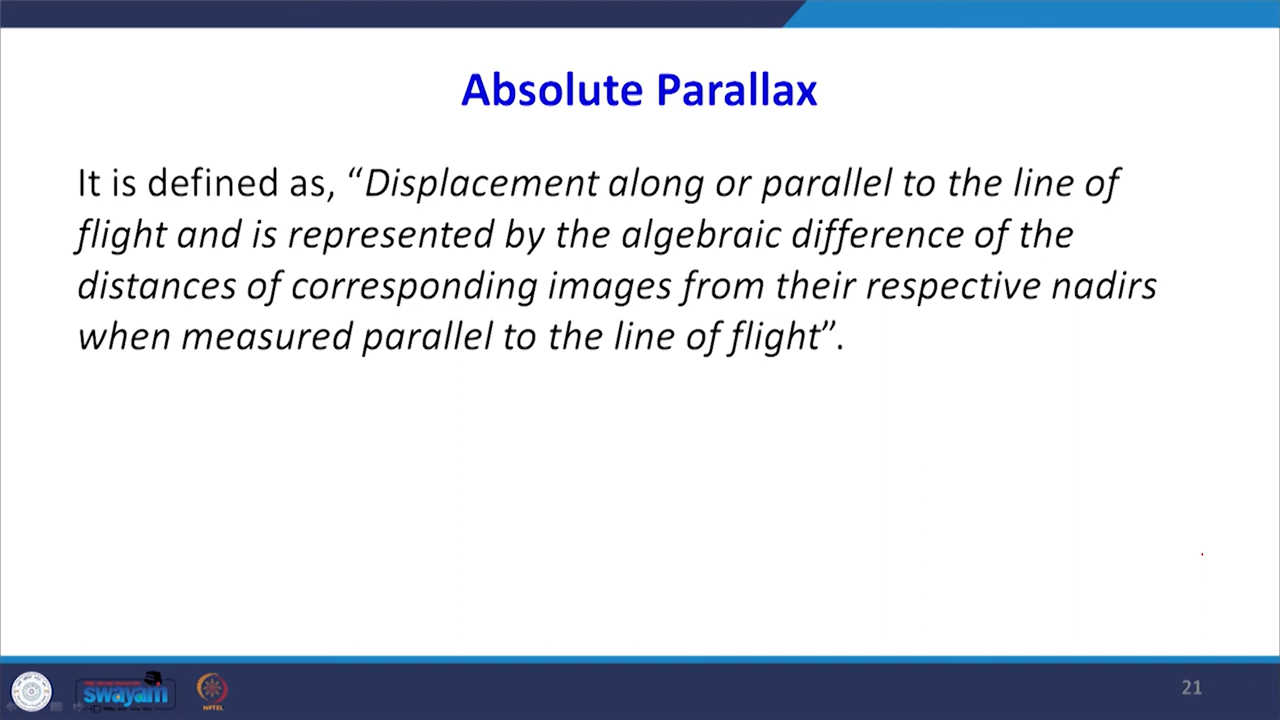 Absolute Parallax
It is defined as, “Displacement along or parallel to the line of
flight and is represented by the algebraic difference of the
distances of corresponding images from their respective nadirs
when measured parallel to the line of flight”.
swayam
NPTEL
21